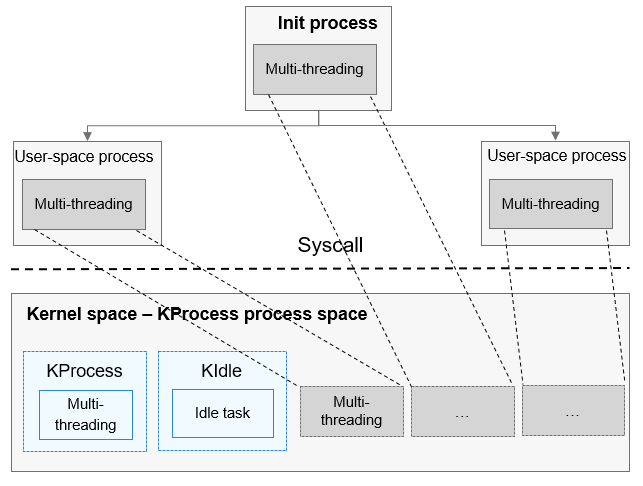 Init process
Multi-threading
User-space process
User-space process
Multi-threading
Multi-threading
Syscall
Kernel space – KProcess process space
KProcess
KIdle
Multi-
threading
Idle task
Multi-
threading
...
...